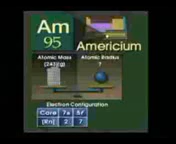 Am
95
Americium
Atomic Mass
(243)g
Atomic Radius
?
Electron Configuration
Core 7s 5f
[Rn] 2 7